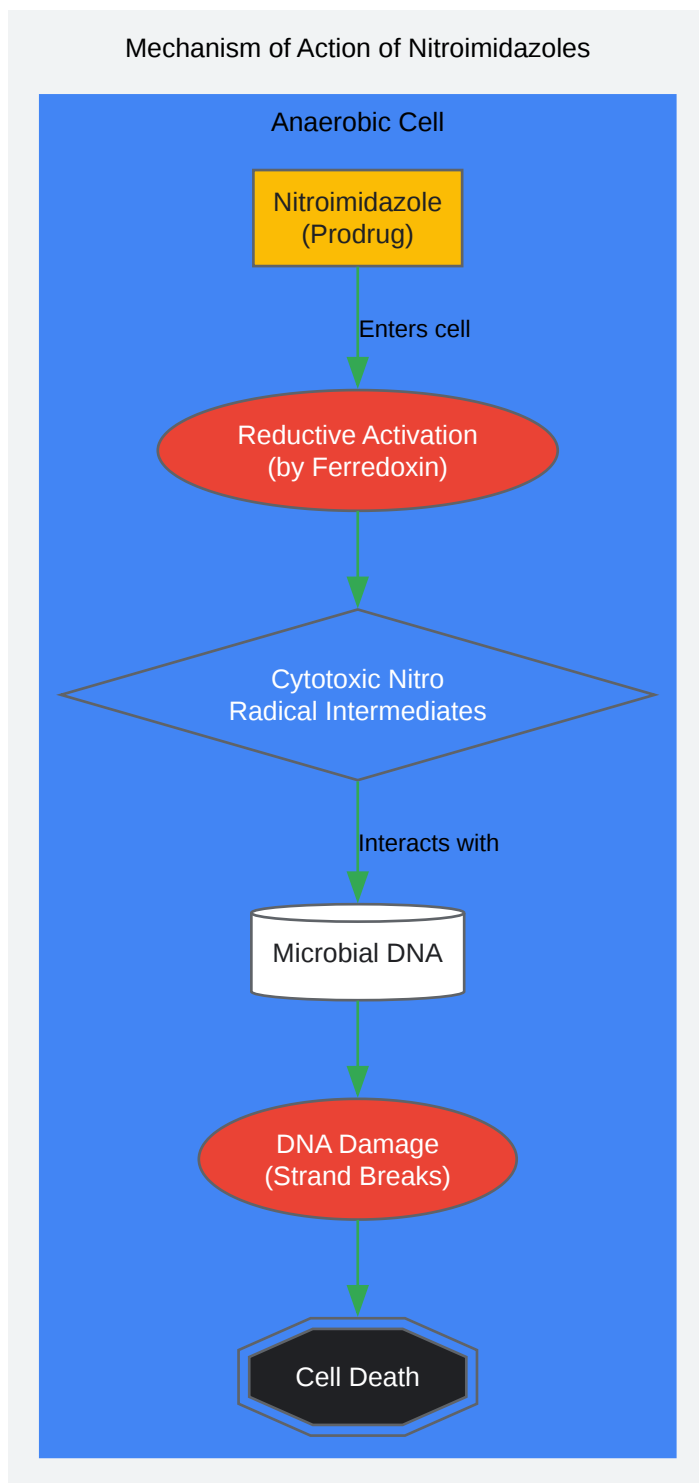 Mechanism of Action of Nitroimidazoles
Anaerobic Cell
Nitroimidazole
(Prodrug)
Enters cell
Reductive Activation
(by Ferredoxin)
Cytotoxic Nitro
Radical Intermediates
Interacts with
Microbial DNA
DNA Damage
(Strand Breaks)
Cell Death